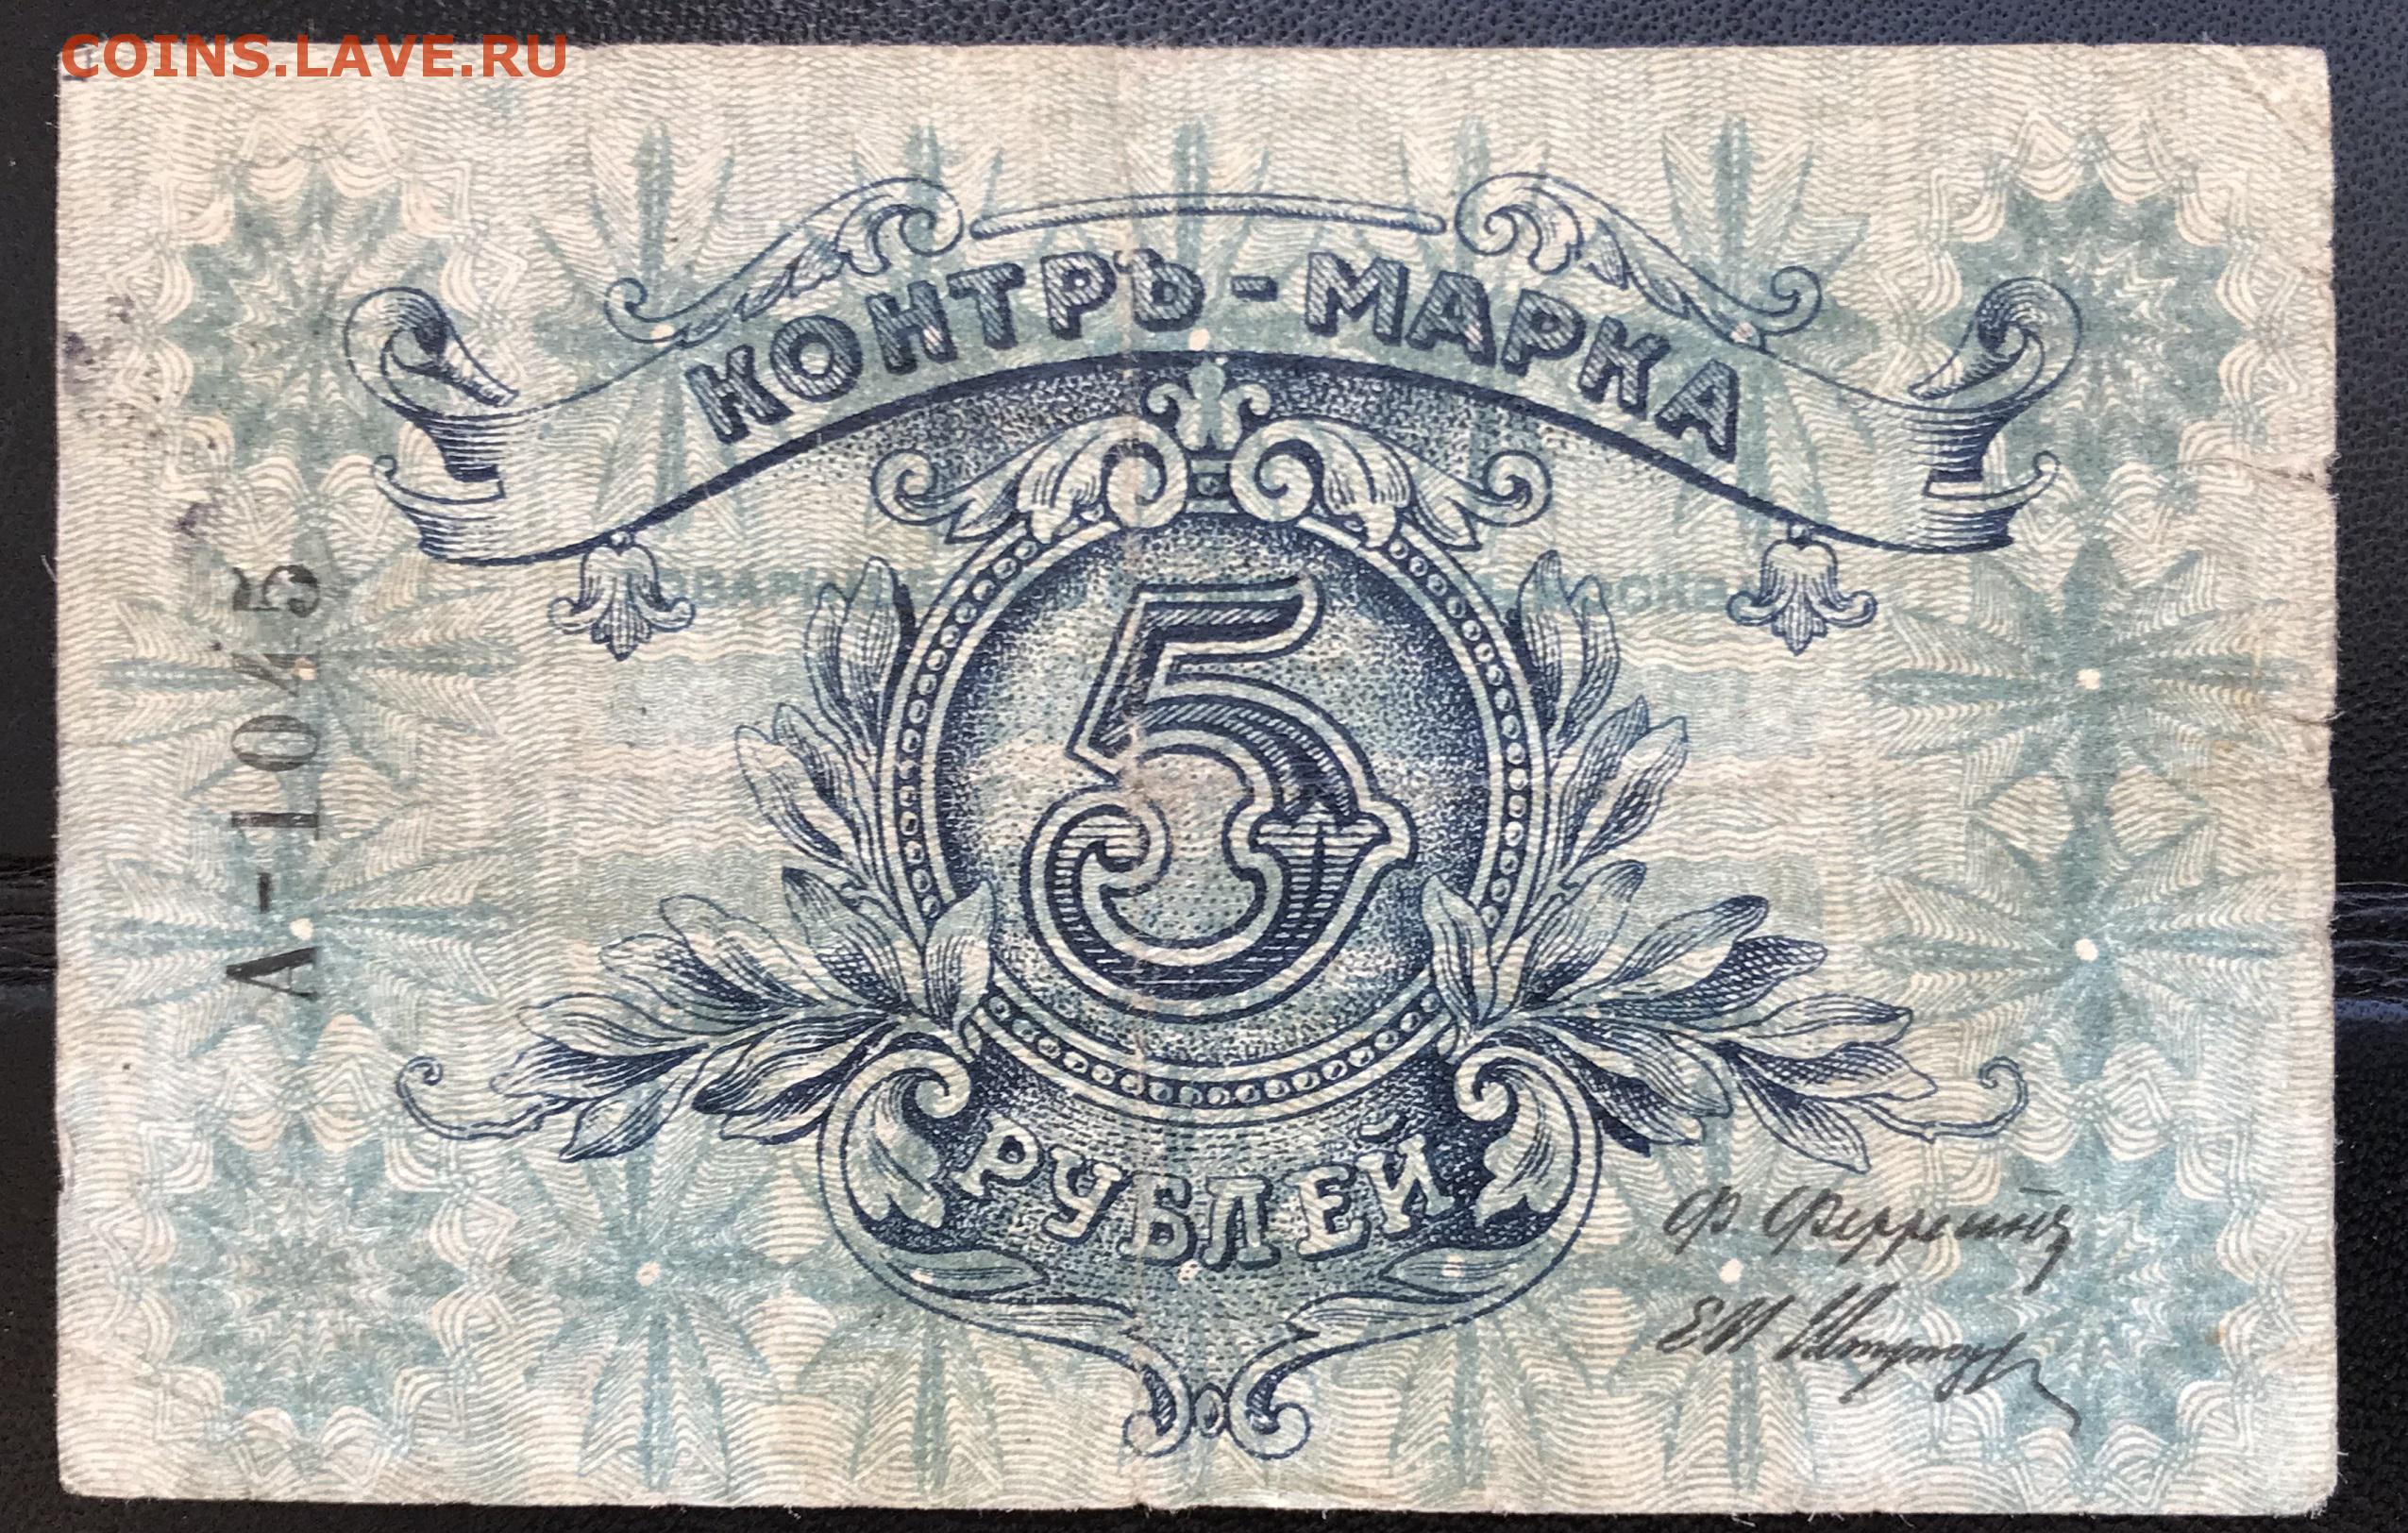 COINS.LAVE.RU
КОНТРЪ-МАРКА
А-1045
5
РУБЛЕЙ
Ф.